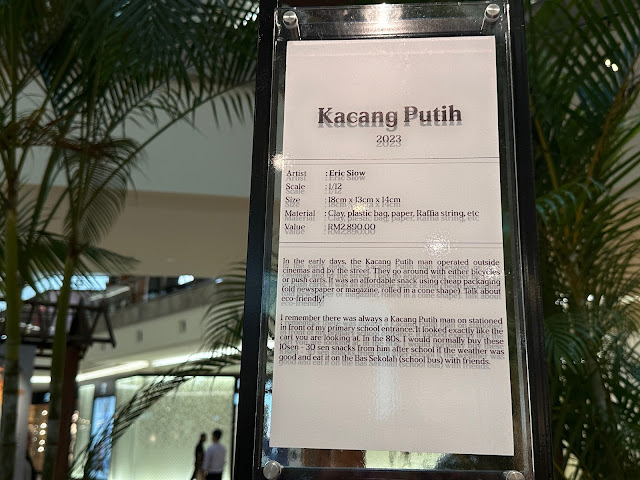 Kacang Putih
2023
Artist : Eric Siow
Scale : 1/12
Size : 18cm x 13cm x 14cm
Material : Clay, plastic bag, paper, Raffia string, etc
Value : RM2,890.00
In the early days, the Kacang Putih man operated outside
cinemas and by the street. They go around with either bicycles
or push carts. It was an affordable snack using cheap packaging
(old newspaper or magazine, rolled in a cone shape). Talk about
eco-friendly!
I remember there was always a Kacang Putih man on stationed
in front of my primary school entrance. It looked exactly like the
cart you are looking at. In the 80s, I would normally buy these
10sen - 30 sen snacks from him after school if the weather was
good and eat it on the Bas Sekolah (school bus) with friends.